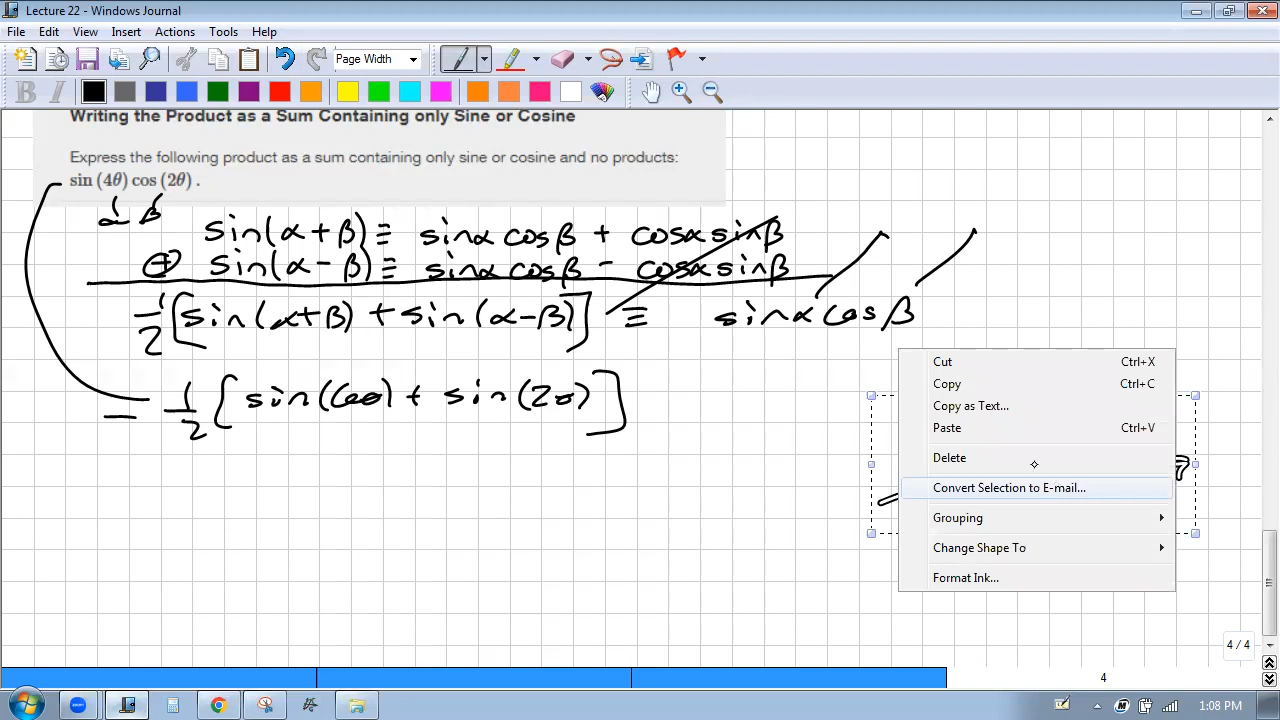 Lecture 22 - Windows Journal
File Edit View Insert Actions Tools Help
Page Width
B I
Writing the Product as a Sum Containing only Sine or Cosine
Express the following product as a sum containing only sine or cosine and no products:
sin (4θ) cos (2θ) .
α β
sin(α+β) ≡ sinα cosβ + cosα sinβ
⊕ sin(α-β) ≡ sinα cosβ - cosα sinβ
1/2 [sin(α+β) + sin(α-β)] ≡ sinα cosβ
= 1/2 [sin(6θ) + sin(2θ)]
Cut Ctrl+X
Copy Ctrl+C
Copy as Text...
Paste Ctrl+V
Delete
Convert Selection to E-mail...
Grouping
Change Shape To
Format Ink...
4 / 4
4
1:08 PM